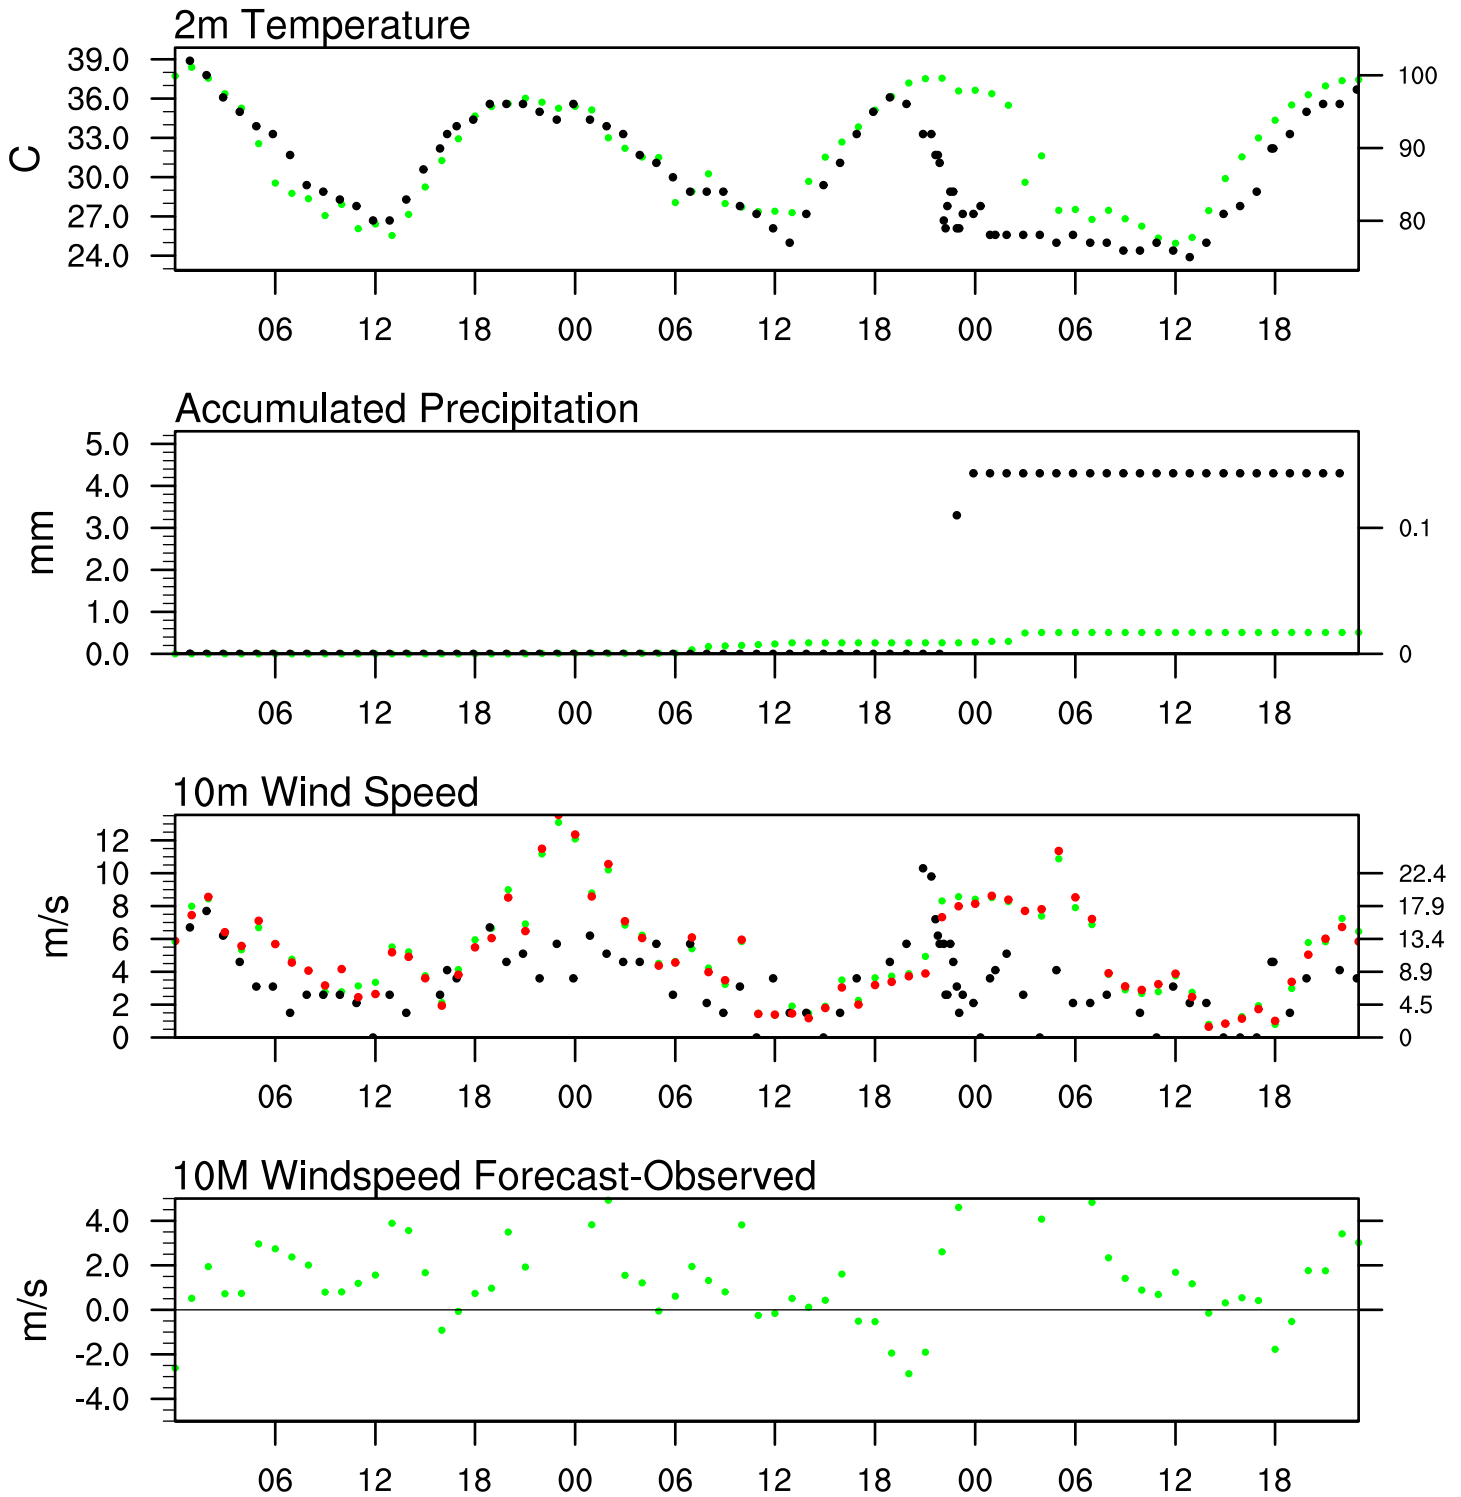 2m Temperature
39.0
36.0
33.0
30.0
27.0
24.0
C
100
90
80
06 12 18 00 06 12 18 00 06 12 18
Accumulated Precipitation
5.0
4.0
3.0
2.0
1.0
0.0
mm
0.1
0
06 12 18 00 06 12 18 00 06 12 18
10m Wind Speed
12
10
8
6
4
2
0
m/s
22.4
17.9
13.4
8.9
4.5
0
06 12 18 00 06 12 18 00 06 12 18
10M Windspeed Forecast-Observed
4.0
2.0
0.0
-2.0
-4.0
m/s
06 12 18 00 06 12 18 00 06 12 18